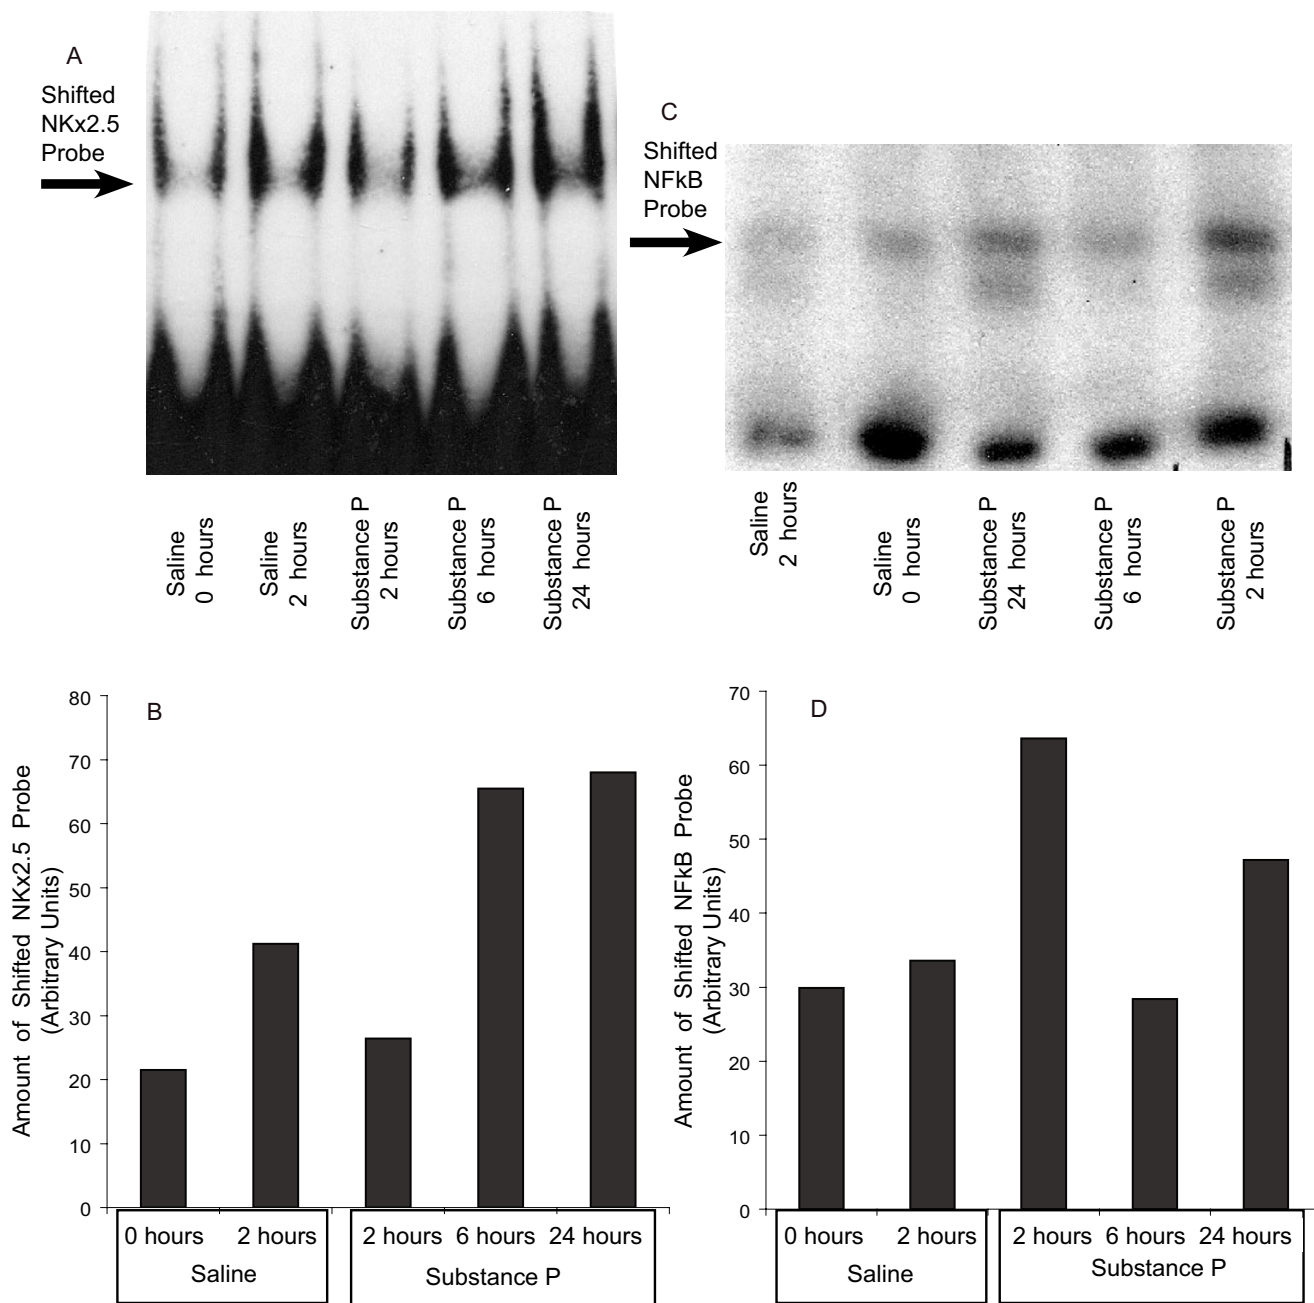 A
Shifted
NKx2.5
Probe
Saline
0 hours
Saline
2 hours
Substance P
2 hours
Substance P
6 hours
Substance P
24 hours
C
Shifted
NFkB
Probe
Saline
2 hours
Saline
0 hours
Substance P
24 hours
Substance P
6 hours
Substance P
2 hours
B
Amount of Shifted NKx2.5 Probe
(Arbitrary Units)
80
70
60
50
40
30
20
10
0
0 hours
2 hours
2 hours
6 hours
24 hours
Saline
Substance P
D
Amount of Shifted NFkB Probe
(Arbitrary Units)
70
60
50
40
30
20
10
0
0 hours
2 hours
2 hours
6 hours
24 hours
Saline
Substance P